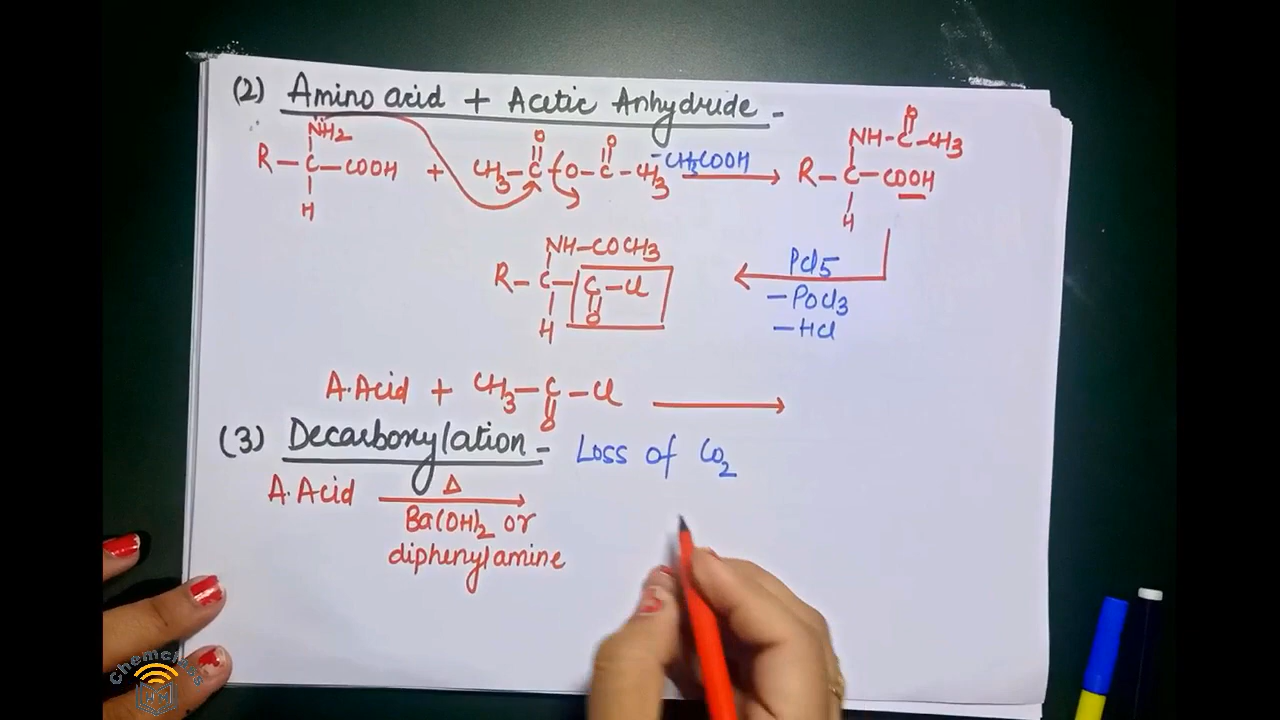 (2) Amino acid + Acetic Anhydride -
NH2 O O NH-C-CH3 O
R-C-COOH + CH3-C-O-C-CH3 -CH3COOH R-C-COOH
H H
NH-COCH3
R-C-C-Cl PCl5
O -POCl3
H -HCl
A.Acid + CH3-C-Cl
O
(3) Decarboxylation - Loss of CO2
A.Acid Δ
Ba(OH)2 or
diphenylamine
Chemclass